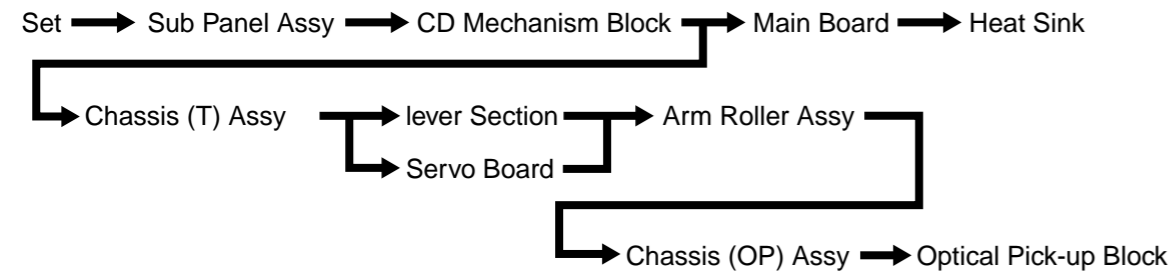 Set Sub Panel Assy CD Mechanism Block Main Board Heat Sink
Chassis (T) Assy lever Section Arm Roller Assy
Servo Board
Chassis (OP) Assy Optical Pick-up Block